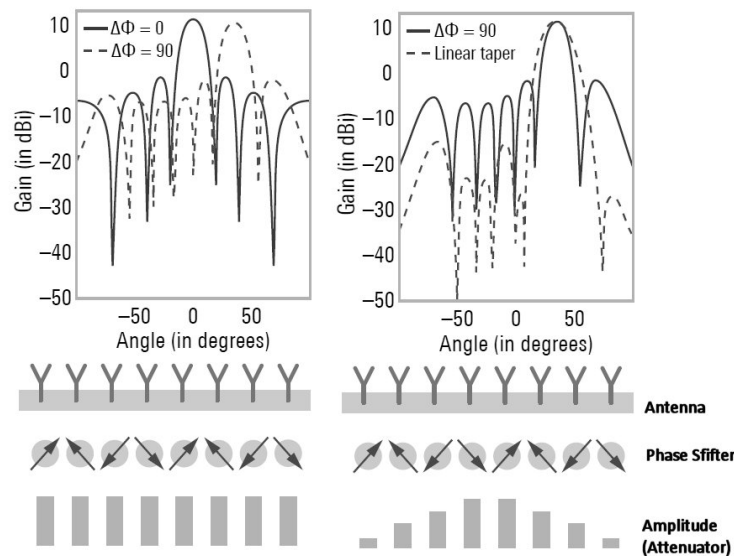 ΔΦ = 0
ΔΦ = 90
10
0
−10
−20
−30
−40
−50
Gain (in dBi)
−50 0 50
Angle (in degrees)
ΔΦ = 90
Linear taper
10
0
−10
−20
−30
−40
−50
Gain (in dBi)
−50 0 50
Angle (in degrees)
Antenna
Phase Sfifter
Amplitude
(Attenuator)